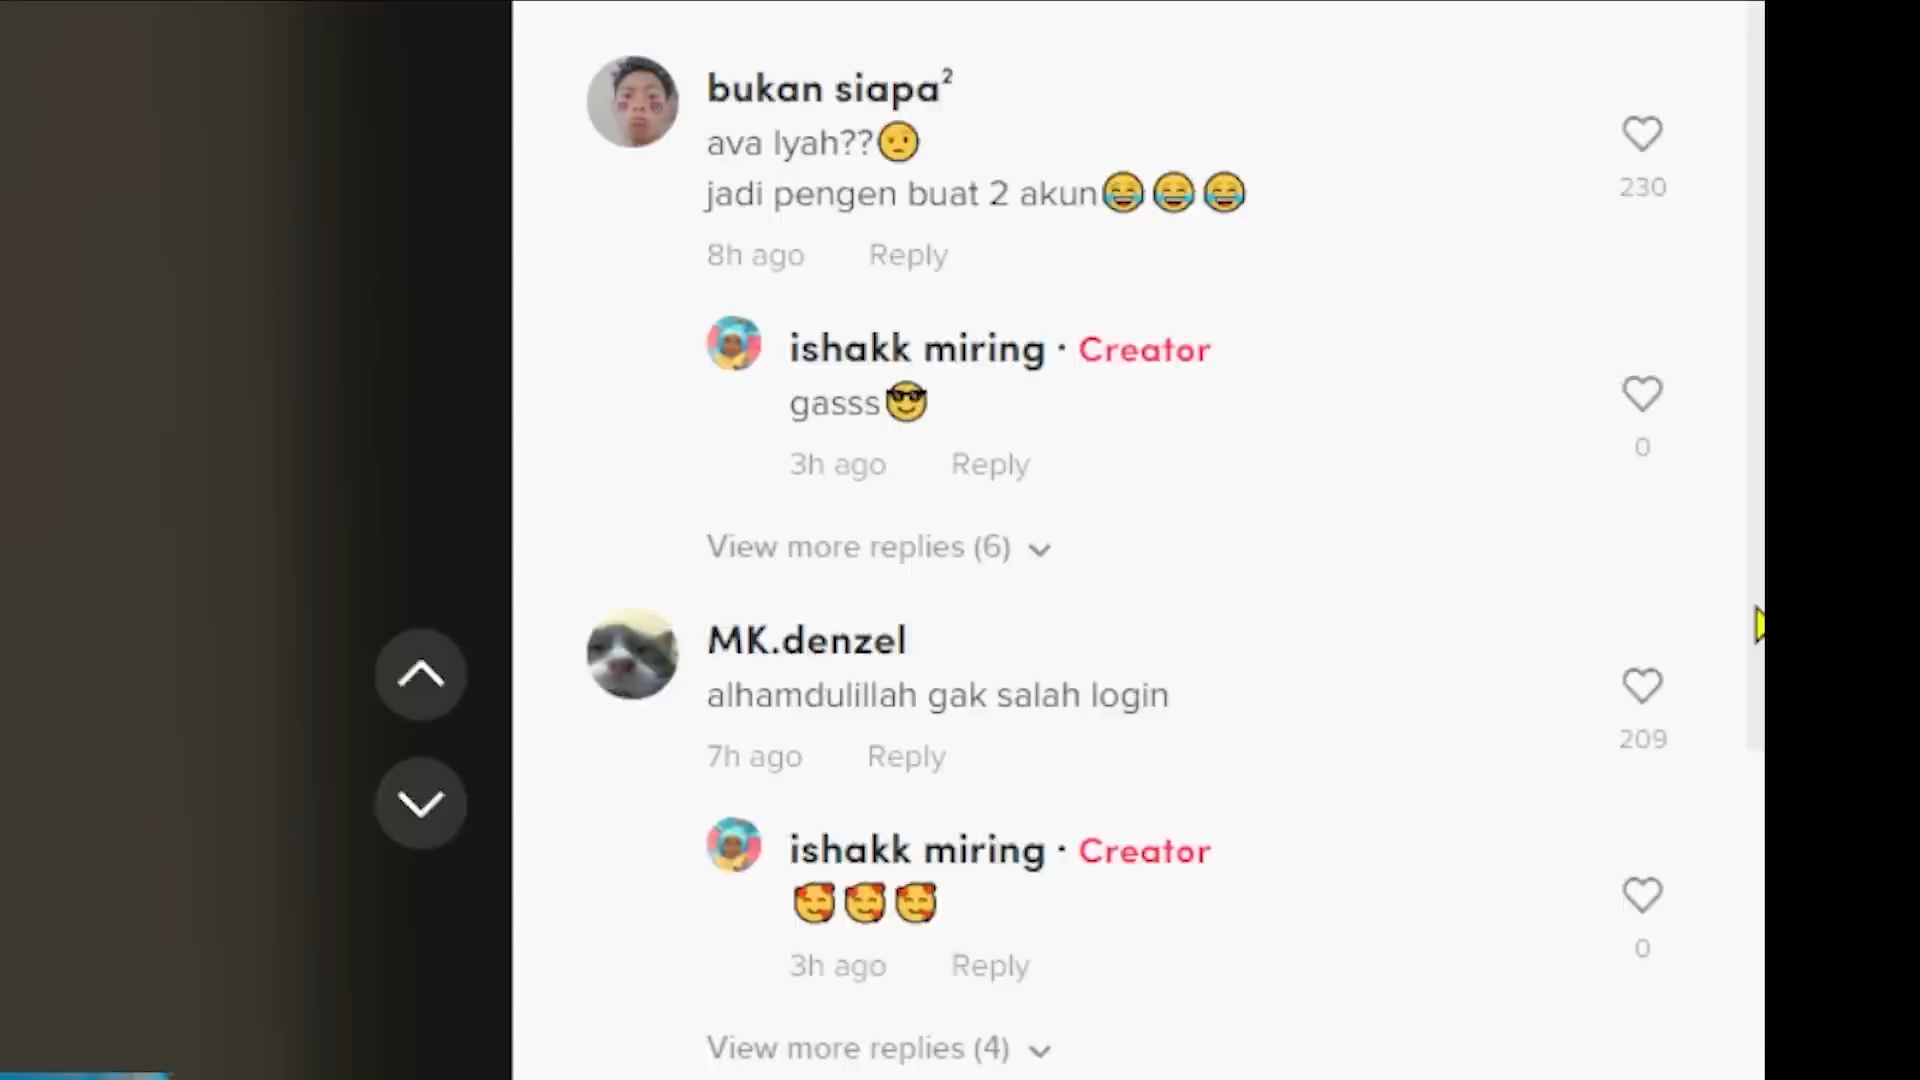 bukan siapa²
ava lyah??😟
jadi pengen buat 2 akun😂😂😂
230
8h ago Reply
ishakk miring · Creator
gasss😎
0
3h ago Reply
View more replies (6)
MK.denzel
alhamdulillah gak salah login
209
7h ago Reply
ishakk miring · Creator
🥰🥰🥰
0
3h ago Reply
View more replies (4)